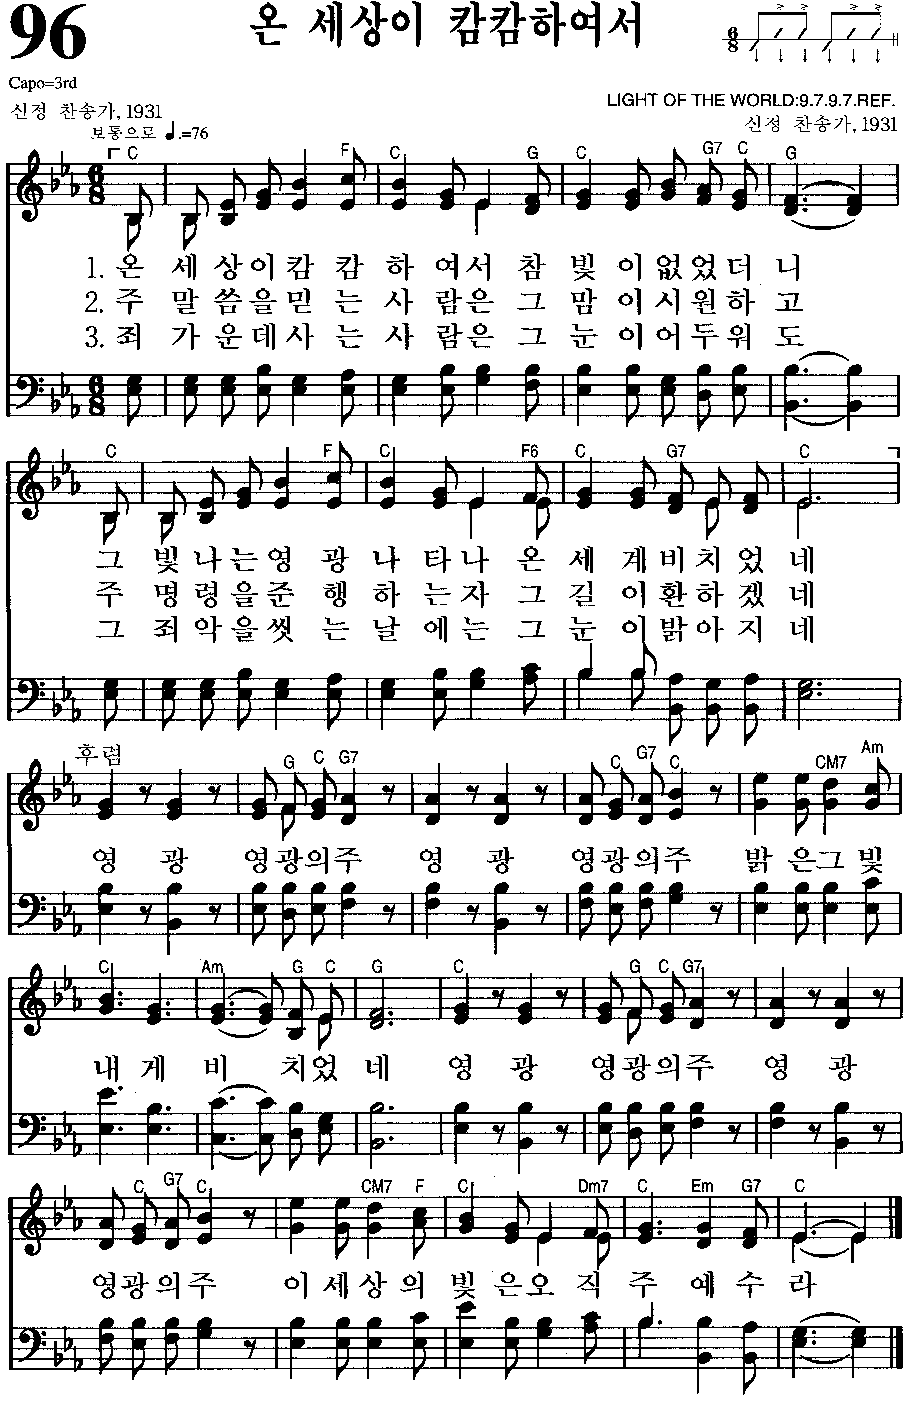 96
온 세상이 캄캄하여서
6 8
Capo=3rd
신정 찬송가, 1931
LIGHT OF THE WORLD:9.7.9.7.REF.
신정 찬송가, 1931
보통으로 ♩.=76
C F C G C G7 C G
1. 온 세 상이캄 캄 하 여서 참 빛 이없었더 니
2. 주 말 씀을믿 는 사 람은 그 맘 이시원하 고
3. 죄 가 운데사 는 사 람은 그 눈 이어두워 도
C F C F6 C G7 C
그 빛 나는영 광 나 타나 온 세 계비치었 네
주 명 령을준 행 하 는자 그 길 이환하겠 네
그 죄 악을씻 는 날 에는 그 눈 이밝아지 네
후렴
G C G7 C G7 C CM7 Am
영 광 영광의주 영 광 영광의주 밝 은그 빛
C Am G C G C G C G7
내 게 비 치었 네 영 광 영광의주 영 광
C G7 C CM7 F C Dm7 C Em G7 C
영광의주 이 세 상 의 빛 은오 직 주 예 수 라